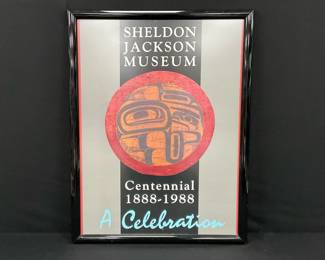 SHELDON
JACKSON
MUSEUM
Centennial
1888-1988
A Celebration